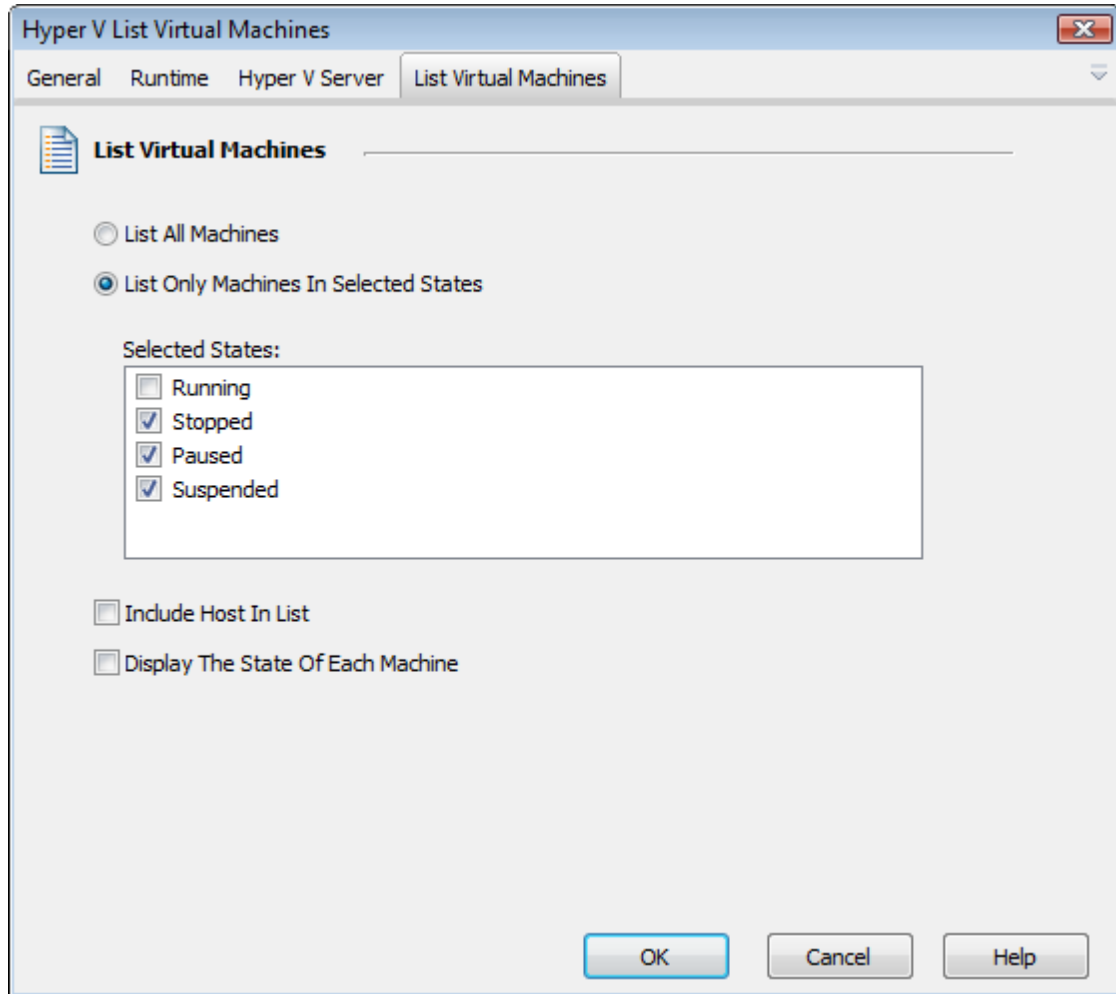 Hyper V List Virtual Machines
General Runtime Hyper V Server List Virtual Machines
List Virtual Machines
List All Machines
List Only Machines In Selected States
Selected States:
Running
Stopped
Paused
Suspended
Include Host In List
Display The State Of Each Machine
OK Cancel Help